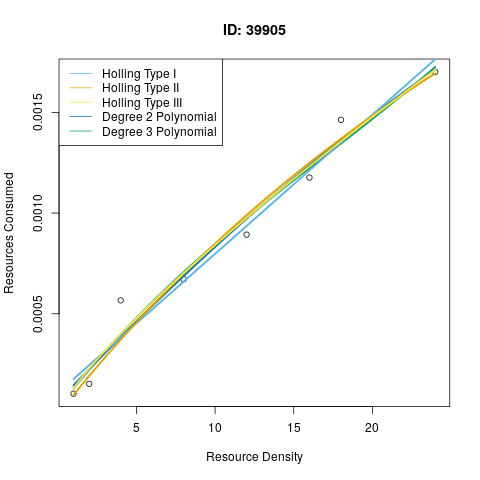 ID: 39905
Holling Type I
Holling Type II
Holling Type III
Degree 2 Polynomial
Degree 3 Polynomial
Resources Consumed
0.0015
0.0010
0.0005
5
10
15
20
Resource Density